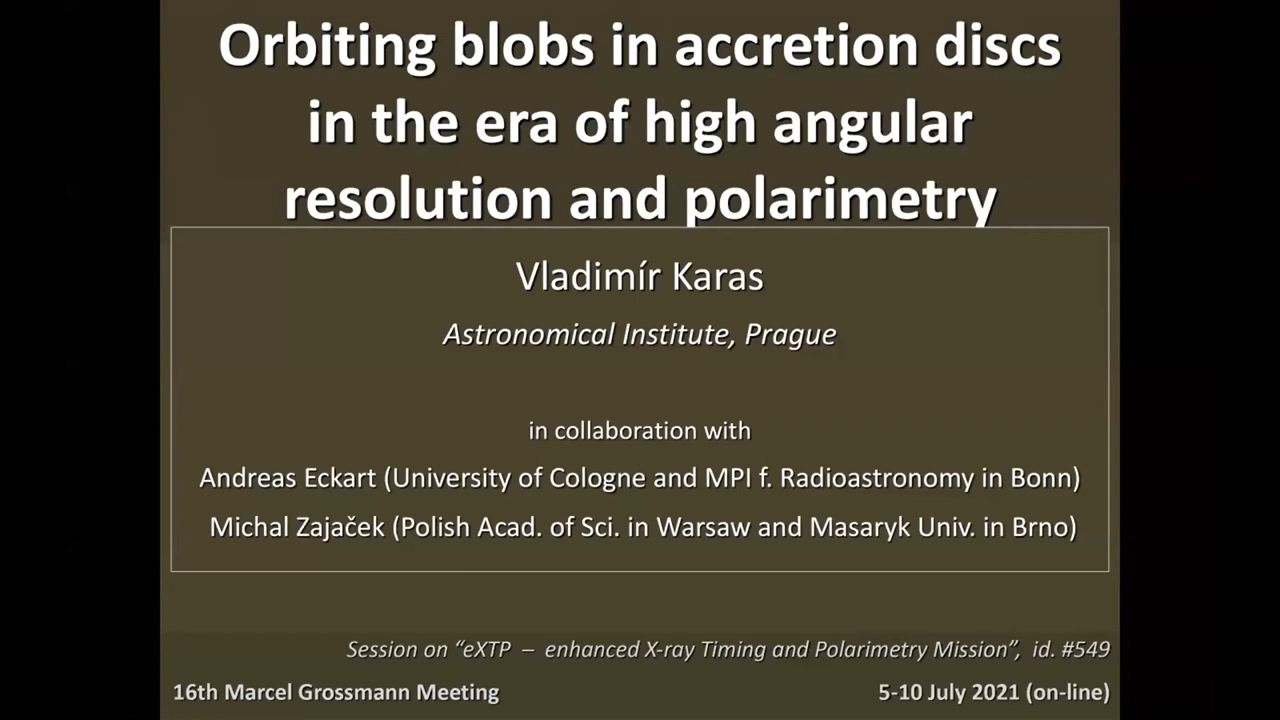 Orbiting blobs in accretion discs
in the era of high angular
resolution and polarimetry
Vladimír Karas
Astronomical Institute, Prague
in collaboration with
Andreas Eckart (University of Cologne and MPI f. Radioastronomy in Bonn)
Michal Zajaček (Polish Acad. of Sci. in Warsaw and Masaryk Univ. in Brno)
Session on “eXTP – enhanced X-ray Timing and Polarimetry Mission”, id. #549
16th Marcel Grossmann Meeting 5-10 July 2021 (on-line)